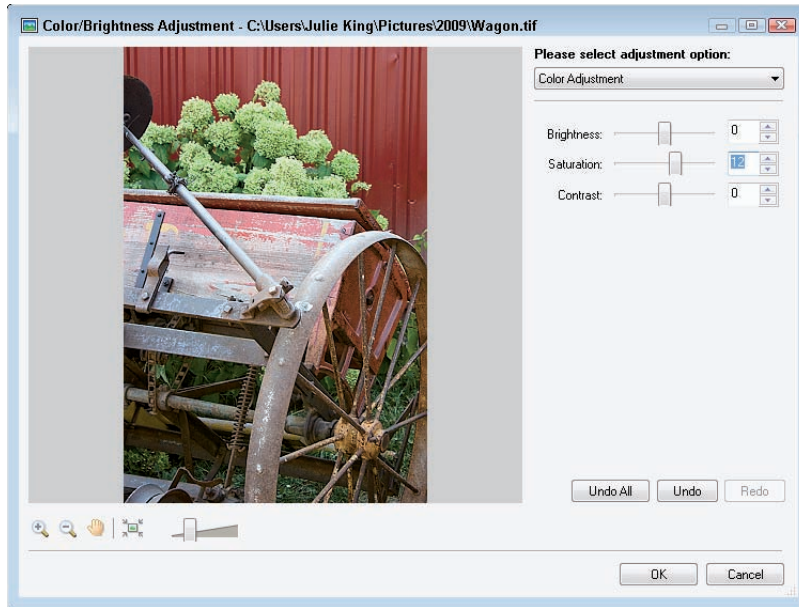 Color/Brightness Adjustment - C:\Users\Julie King\Pictures\2009\Wagon.tif
Please select adjustment option:
Color Adjustment
Brightness: 0
Saturation: 12
Contrast: 0
Undo All Undo Redo
OK Cancel